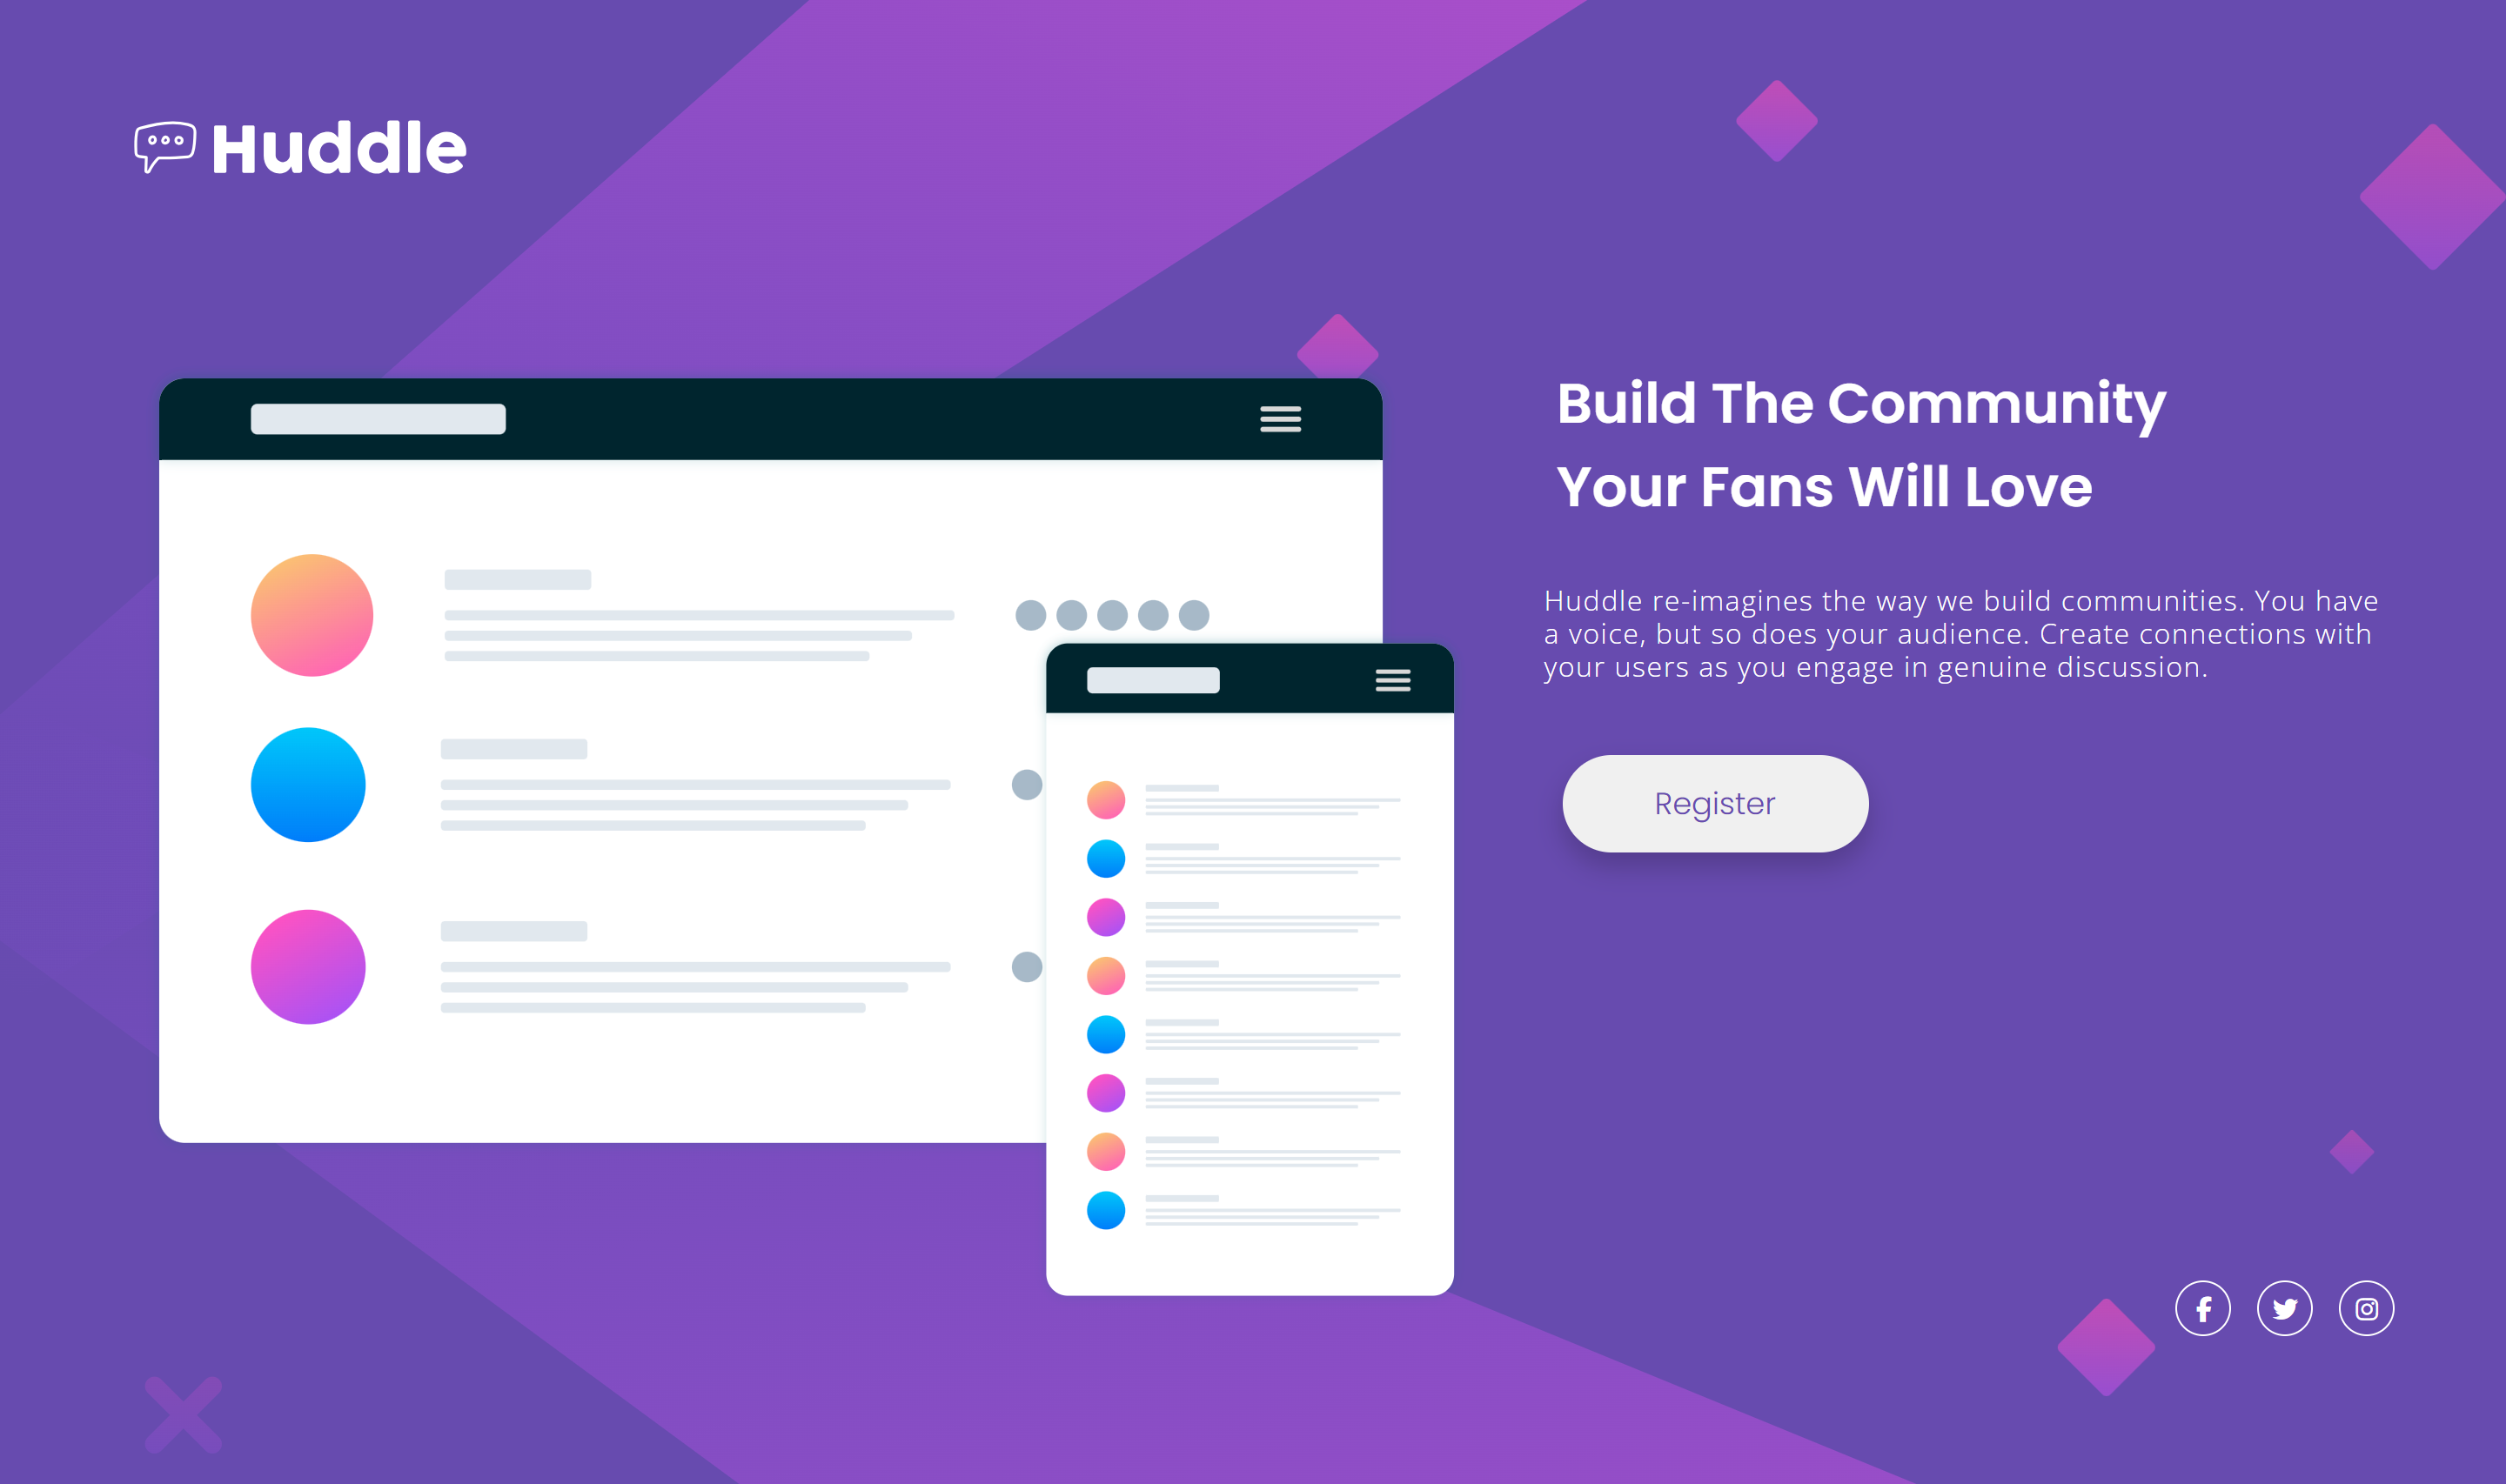 Huddle
Build The Community
Your Fans Will Love
Huddle re-imagines the way we build communities. You have
a voice, but so does your audience. Create connections with
your users as you engage in genuine discussion.
Register